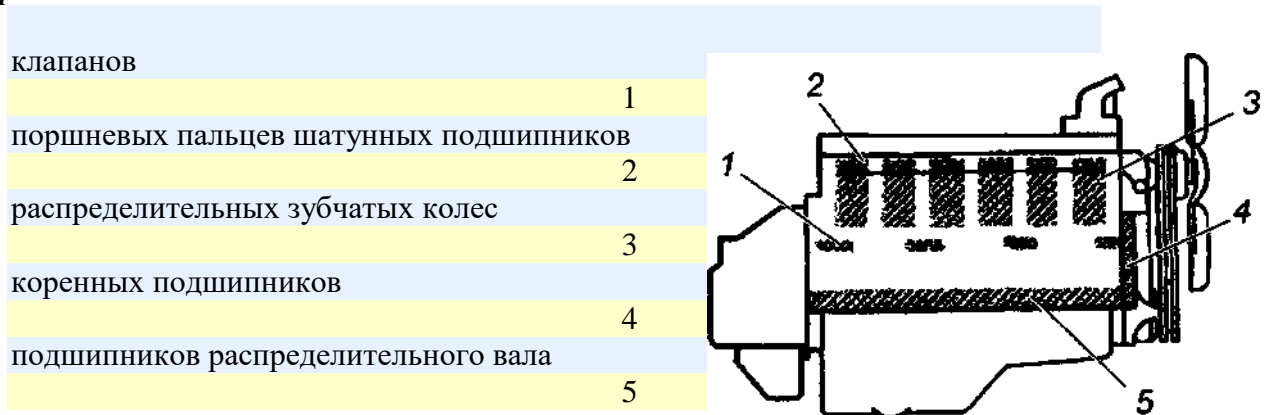 клапанов
1
поршневых пальцев шатунных подшипников
2
распределительных зубчатых колес
3
коренных подшипников
4
подшипников распределительного вала
5
2
3
1
4
5